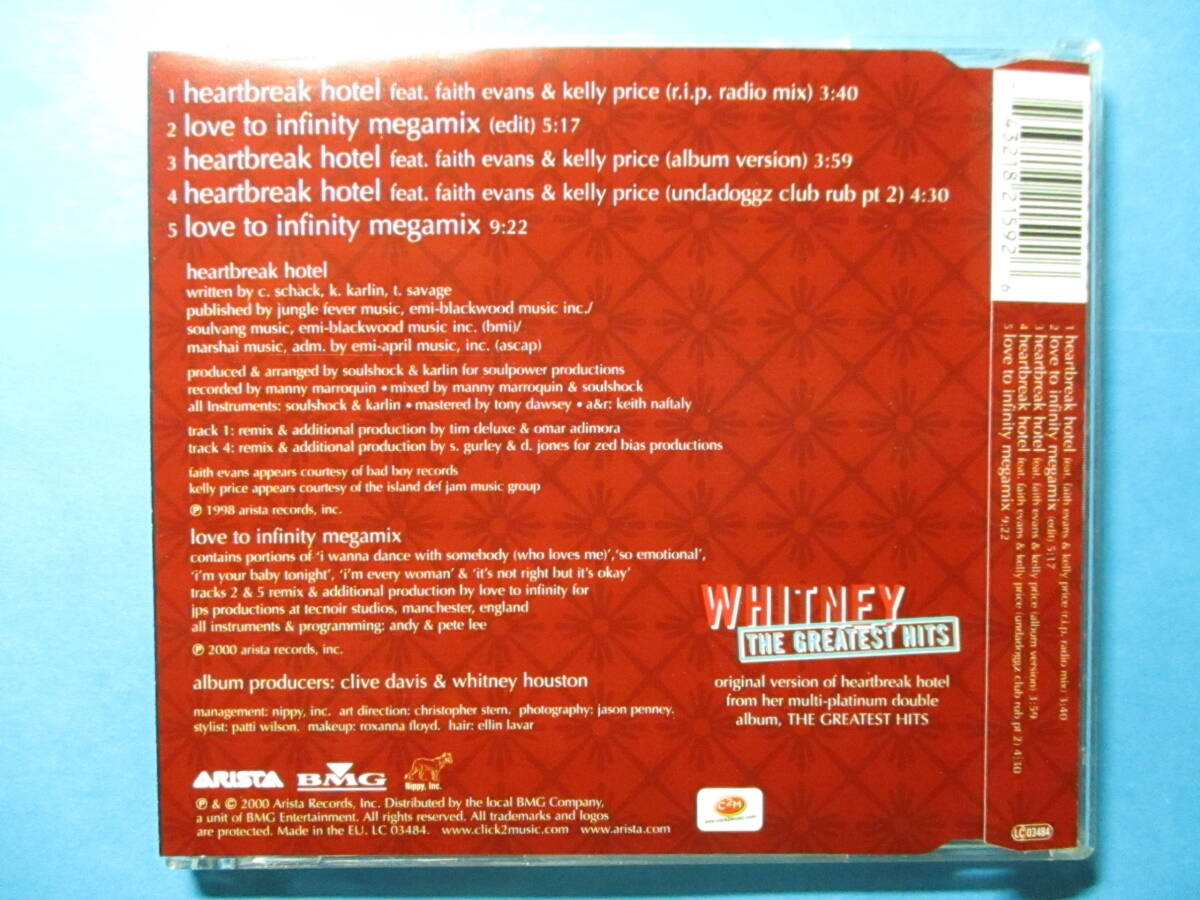 1 heartbreak hotel feat. faith evans & kelly price (r.i.p. radio mix) 3:40
2 love to infinity megamix (edit) 5:17
3 heartbreak hotel feat. faith evans & kelly price (album version) 3:59
4 heartbreak hotel feat. faith evans & kelly price (undadoggz club rub pt 2) 4:30
5 love to infinity megamix 9:22
heartbreak hotel
written by c. schack, k. karlin, t. savage
published by jungle fever music, emi-blackwood music inc./
soulvang music, emi-blackwood music inc. (bmi)/
marshai music, adm. by emi-april music, inc. (ascap)
produced & arranged by soulshock & karlin for soulpower productions
recorded by manny marroquin • mixed by manny marroquin & soulshock
all Instruments: soulshock & karlin • mastered by tony dawsey • a&r: keith naftaly
track 1: remix & additional production by tim deluxe & omar adimora
track 4: remix & additional production by s. gurley & d. jones for zed bias productions
faith evans appears courtesy of bad boy records
kelly price appears courtesy of the island def jam music group
℗ 1998 arista records, inc.
love to infinity megamix
contains portions of 'i wanna dance with somebody (who loves me)', 'so emotional',
'i'm your baby tonight', 'i'm every woman' & 'it's not right but it's okay'
tracks 2 & 5 remix & additional production by love to infinity for
jps productions at tecnoir studios, manchester, england
all instruments & programming: andy & pete lee
℗ 2000 arista records, inc.
album producers: clive davis & whitney houston
management: nippy, inc. art direction: christopher stern. photography: jason penney.
stylist: patti wilson. makeup: roxanna floyd. hair: ellin lavar
ARISTA BMG Nippy, Inc.
℗ & © 2000 Arista Records, Inc. Distributed by the local BMG Company,
a unit of BMG Entertainment. All rights reserved. All trademarks and logos
are protected. Made in the EU. LC 03484. www.click2music.com www.arista.com
WHITNEY
THE GREATEST HITS
original version of heartbreak hotel
from her multi-platinum double
album, THE GREATEST HITS
C2M
www.click2music.com
43218 21592 6
1 heartbreak hotel feat. faith evans & kelly price (r.i.p. radio mix) 3:40
2 love to infinity megamix (edit) 5:17
3 heartbreak hotel feat. faith evans & kelly price (album version) 3:59
4 heartbreak hotel feat. faith evans & kelly price (undadoggz club rub pt 2) 4:30
5 love to infinity megamix 9:22
LC 03484